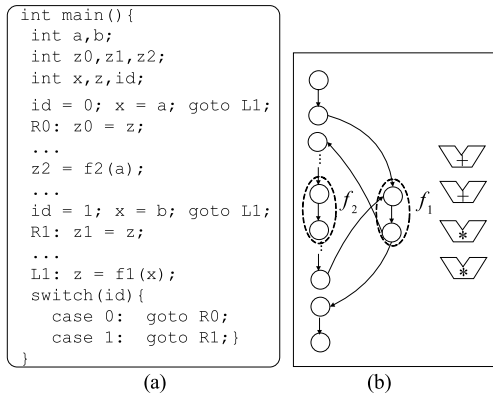 int main(){
int a,b;
int z0,z1,z2;
int x,z,id;
id = 0; x = a; goto L1;
R0: z0 = z;
...
z2 = f2(a);
...
id = 1; x = b; goto L1;
R1: z1 = z;
...
L1: z = f1(x);
switch(id){
case 0: goto R0;
case 1: goto R1;}
}
(a)
f2
f1
+
+
*
*
(b)